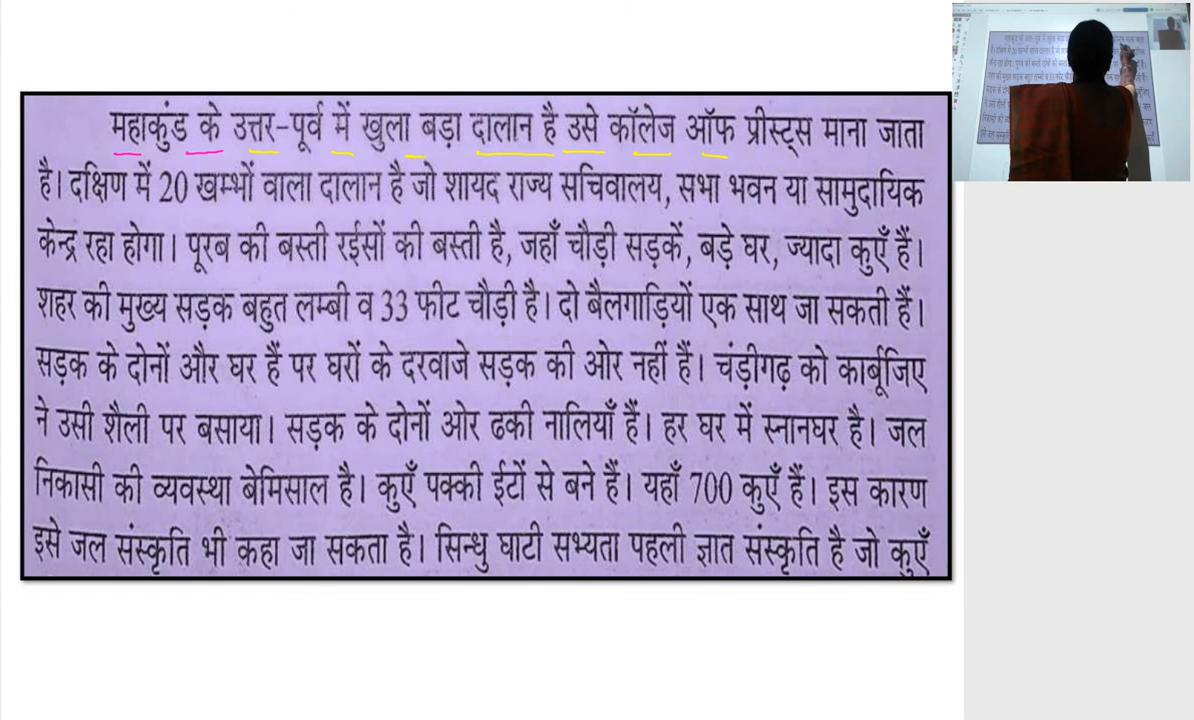 महाकुंड के उत्तर-पूर्व में खुला बड़ा दालान है उसे कॉलेज ऑफ प्रीस्ट्स माना जाता
है। दक्षिण में 20 खम्भों वाला दालान है जो शायद राज्य सचिवालय, सभा भवन या सामुदायिक
केन्द्र रहा होगा। पूरब की बस्ती रईसों की बस्ती है, जहाँ चौड़ी सड़कें, बड़े घर, ज्यादा कुएँ हैं।
शहर की मुख्य सड़क बहुत लम्बी व 33 फीट चौड़ी है। दो बैलगाड़ियों एक साथ जा सकती हैं।
सड़क के दोनों और घर हैं पर घरों के दरवाजे सड़क की ओर नहीं हैं। चंड़ीगढ़ को कार्बूजिए
ने उसी शैली पर बसाया। सड़क के दोनों ओर ढकी नालियाँ हैं। हर घर में स्नानघर है। जल
निकासी की व्यवस्था बेमिसाल है। कुएँ पक्की ईटों से बने हैं। यहाँ 700 कुएँ हैं। इस कारण
इसे जल संस्कृति भी कहा जा सकता है। सिन्धु घाटी सभ्यता पहली ज्ञात संस्कृति है जो कुएँ